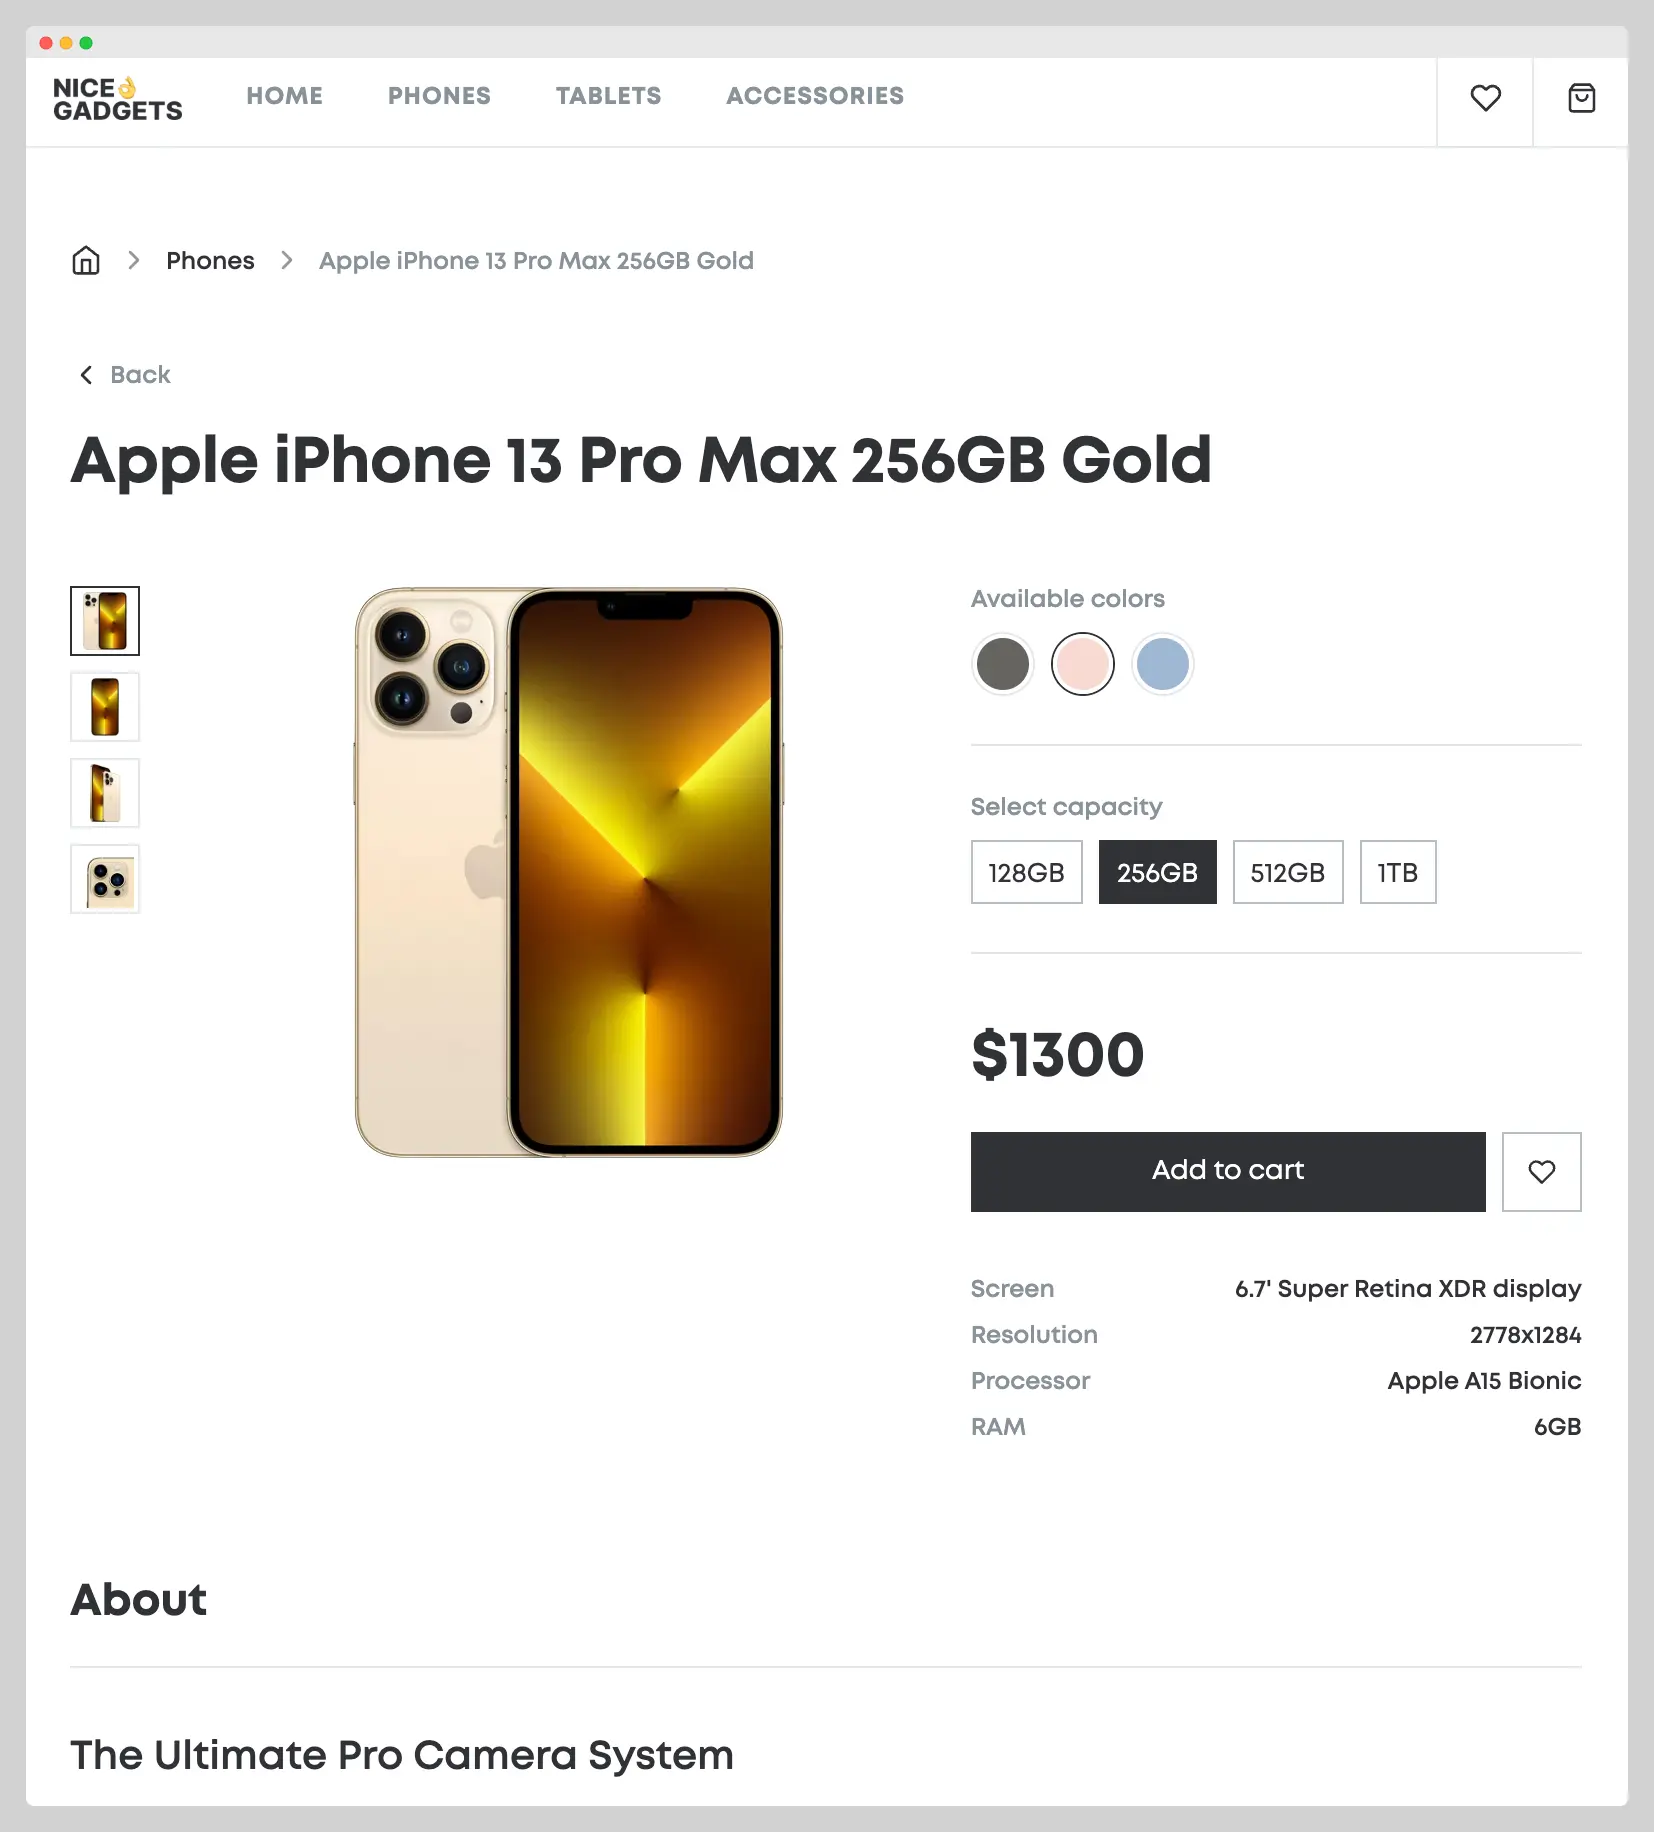 NICE👌
GADGETS
HOME
PHONES
TABLETS
ACCESSORIES
Phones
Apple iPhone 13 Pro Max 256GB Gold
Back
Apple iPhone 13 Pro Max 256GB Gold
Available colors
Select capacity
128GB
256GB
512GB
1TB
$1300
Add to cart
Screen 6.7' Super Retina XDR display
Resolution 2778x1284
Processor Apple A15 Bionic
RAM 6GB
About
The Ultimate Pro Camera System